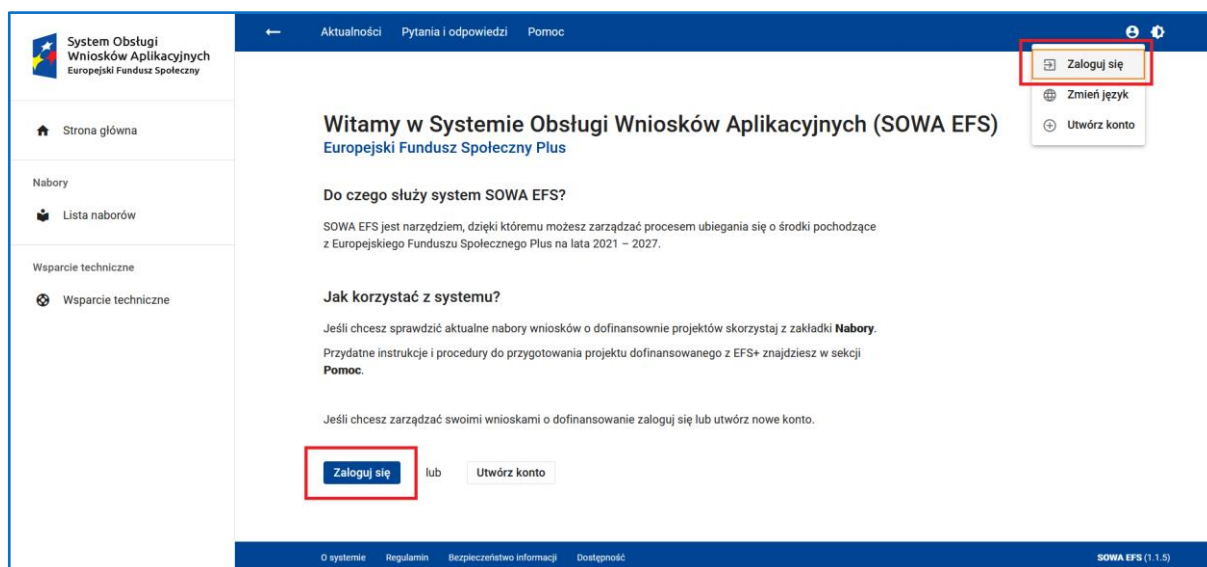 System Obsługi
Wniosków Aplikacyjnych
Europejski Fundusz Społeczny
Strona główna
Nabory
Lista naborów
Wsparcie techniczne
Wsparcie techniczne
Aktualności Pytania i odpowiedzi Pomoc
Zaloguj się
Zmień język
Utwórz konto
Witamy w Systemie Obsługi Wniosków Aplikacyjnych (SOWA EFS)
Europejski Fundusz Społeczny Plus
Do czego służy system SOWA EFS?
SOWA EFS jest narzędziem, dzięki któremu możesz zarządzać procesem ubiegania się o środki pochodzące
z Europejskiego Funduszu Społecznego Plus na lata 2021 – 2027.
Jak korzystać z systemu?
Jeśli chcesz sprawdzić aktualne nabory wniosków o dofinansownie projektów skorzystaj z zakładki Nabory.
Przydatne instrukcje i procedury do przygotowania projektu dofinansowanego z EFS+ znajdziesz w sekcji
Pomoc.
Jeśli chcesz zarządzać swoimi wnioskami o dofinansowanie zaloguj się lub utwórz nowe konto.
Zaloguj się lub Utwórz konto
O systemie Regulamin Bezpieczeństwo informacji Dostępność SOWA EFS (1.1.5)